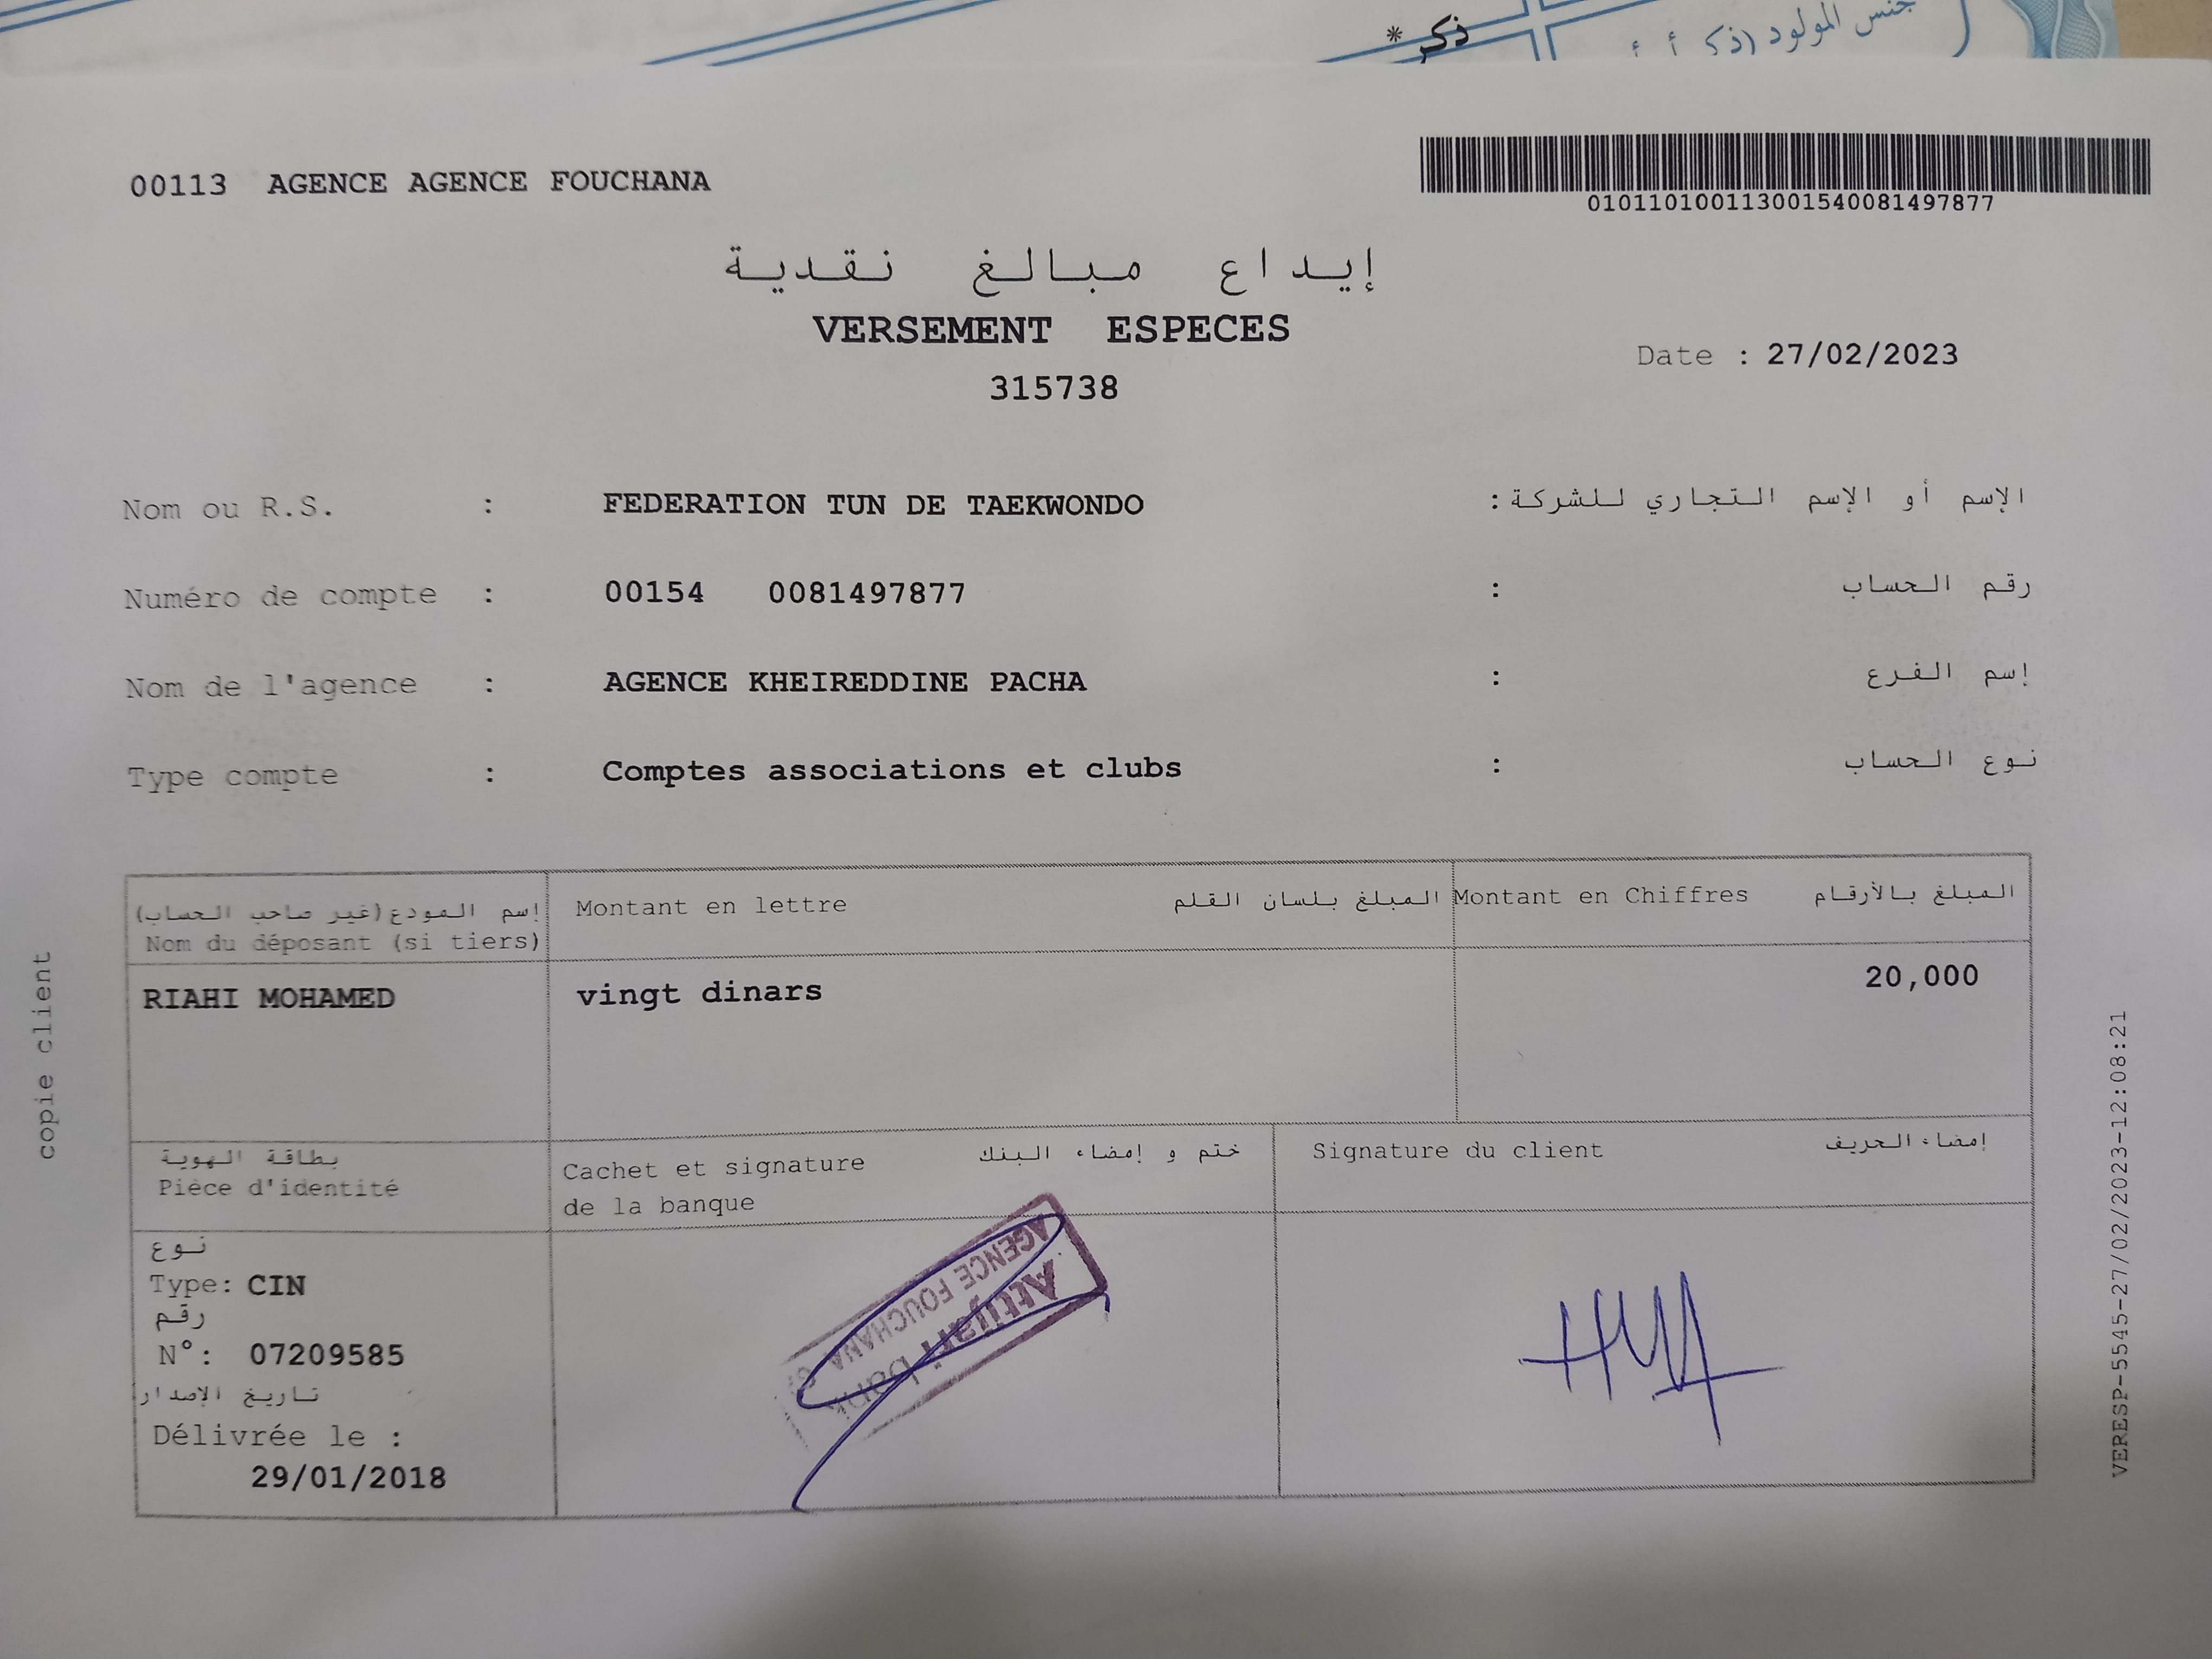 جنس المولود (ذكر أ أ
ذكر *
00113 AGENCE AGENCE FOUCHANA
010110100113001540081497877
إيداع مبالغ نقدية
VERSEMENT ESPECES
315738
Date : 27/02/2023
Nom ou R.S. : FEDERATION TUN DE TAEKWONDO الإسم أو الإسم التجاري للشركة :
Numéro de compte : 00154 0081497877 رقم الحساب :
Nom de l'agence : AGENCE KHEIREDDINE PACHA إسم الفرع :
Type compte : Comptes associations et clubs نوع الحساب :
إسم المودع (غير صاحب الحساب)
Nom du déposant (si tiers)
Montant en lettre المبلغ بلسان القلم
Montant en Chiffres المبلغ بالأرقام
RIAHI MOHAMED
vingt dinars
20,000
بطاقة الهوية
Pièce d'identité
Cachet et signature ختم و إمضاء البنك
de la banque
Signature du client إمضاء الحريف
نوع
Type: CIN
رقم
N°: 07209585
تاريخ الإصدار
Délivrée le :
29/01/2018
Attijari bank
AGENCE FOUCHANA
copie client
VERESP-5545-27/02/2023-12:08:21